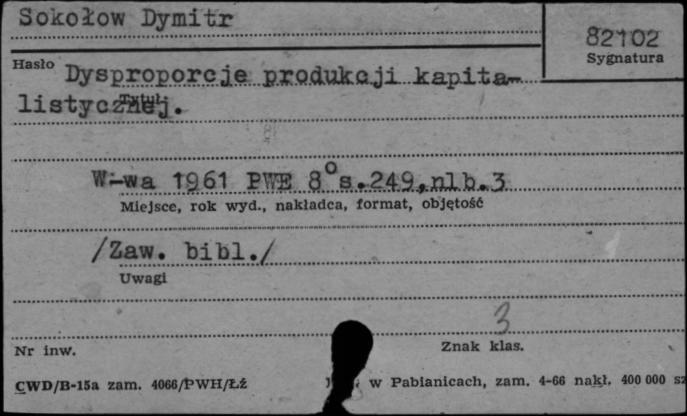 Sokołow Dymitr
82102
Sygnatura
Hasło Dysproporcje produkcji kapita-
listycznej.
Tytuł
W-wa 1961 PWE 8° s.249,nlb.3
Miejsce, rok wyd., nakładca, format, objętość
/Zaw. bibl./
Uwagi
3
Nr inw.
Znak klas.
CWD/B-15a zam. 4066/PWH/Łż w Pabianicach, zam. 4-66 nakł. 400 000 sz